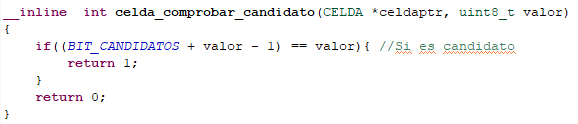 __inline  int celda_comprobar_candidato(CELDA *celdaptr, uint8_t valor)
{
    if((BIT_CANDIDATOS + valor - 1) == valor){ //Si es candidato
        return 1;
    }
    return 0;
}